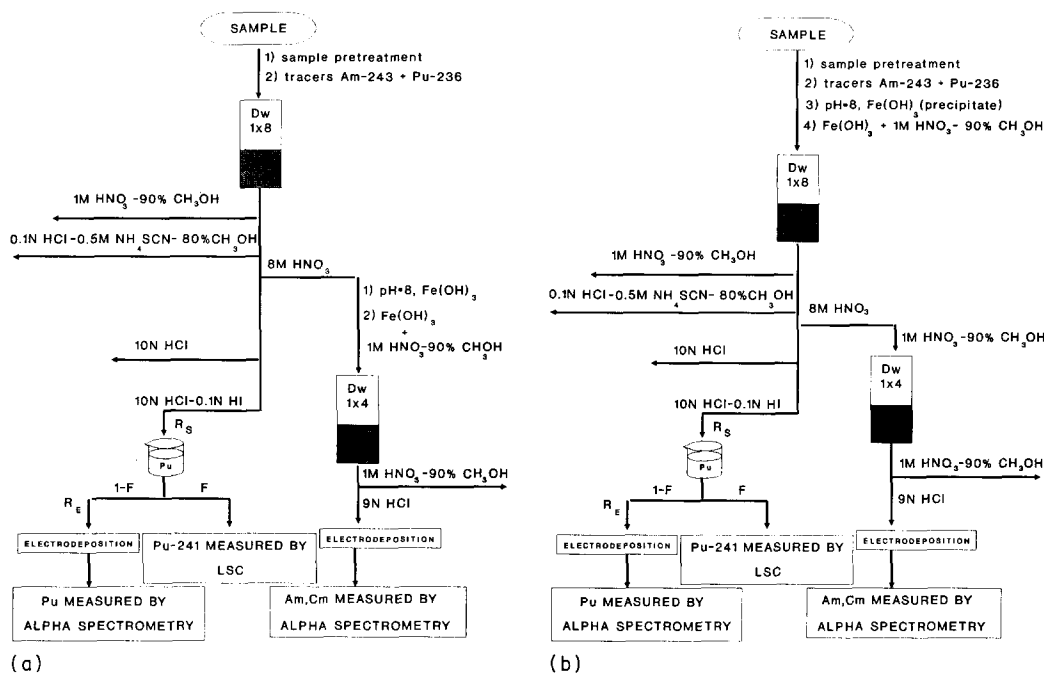 SAMPLE
1) sample pretreatment
2) tracers Am-243 + Pu-236
Dw
1x8
1M HNO3-90% CH3OH
0.1N HCl-0.5M NH4SCN- 80%CH3OH
8M HNO3
1) pH=8, Fe(OH)3
2) Fe(OH)3
+
1M HNO3-90% CHOH3
10N HCl
Dw
1x4
10N HCl-0.1N HI
RS
Pu
1M HNO3-90% CH3OH
1-F
F
9N HCl
RE
ELECTRODEPOSITION
Pu-241 MEASURED BY
LSC
ELECTRODEPOSITION
Pu MEASURED BY
ALPHA SPECTROMETRY
Am,Cm MEASURED BY
ALPHA SPECTROMETRY
(a)
SAMPLE
1) sample pretreatment
2) tracers Am-243 + Pu-236
3) pH=8, Fe(OH)3 (precipitate)
4) Fe(OH)3 + 1M HNO3- 90% CH3OH
Dw
1x8
1M HNO3-90% CH3OH
0.1N HCl-0.5M NH4SCN- 80%CH3OH
8M HNO3
1M HNO3-90% CH3OH
10N HCl
Dw
1x4
10N HCl-0.1N HI
RS
Pu
1M HNO3-90% CH3OH
1-F
F
9N HCl
RE
ELECTRODEPOSITION
Pu-241 MEASURED BY
LSC
ELECTRODEPOSITION
Pu MEASURED BY
ALPHA SPECTROMETRY
Am,Cm MEASURED BY
ALPHA SPECTROMETRY
(b)